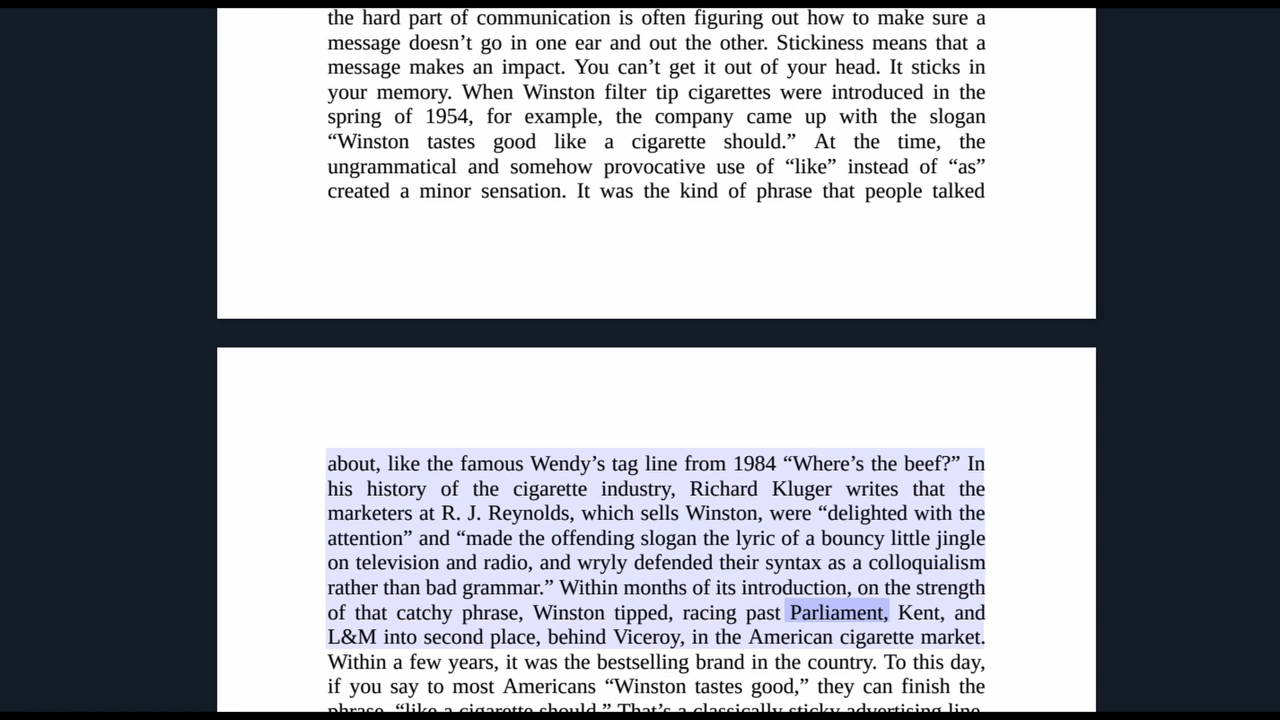 the hard part of communication is often figuring out how to make sure a
message doesn’t go in one ear and out the other. Stickiness means that a
message makes an impact. You can’t get it out of your head. It sticks in
your memory. When Winston filter tip cigarettes were introduced in the
spring of 1954, for example, the company came up with the slogan
“Winston tastes good like a cigarette should.” At the time, the
ungrammatical and somehow provocative use of “like” instead of “as”
created a minor sensation. It was the kind of phrase that people talked
about, like the famous Wendy’s tag line from 1984 “Where’s the beef?” In
his history of the cigarette industry, Richard Kluger writes that the
marketers at R. J. Reynolds, which sells Winston, were “delighted with the
attention” and “made the offending slogan the lyric of a bouncy little jingle
on television and radio, and wryly defended their syntax as a colloquialism
rather than bad grammar.” Within months of its introduction, on the strength
of that catchy phrase, Winston tipped, racing past Parliament, Kent, and
L&M into second place, behind Viceroy, in the American cigarette market.
Within a few years, it was the bestselling brand in the country. To this day,
if you say to most Americans “Winston tastes good,” they can finish the
phrase, “like a cigarette should.” That’s a classically sticky advertising line,